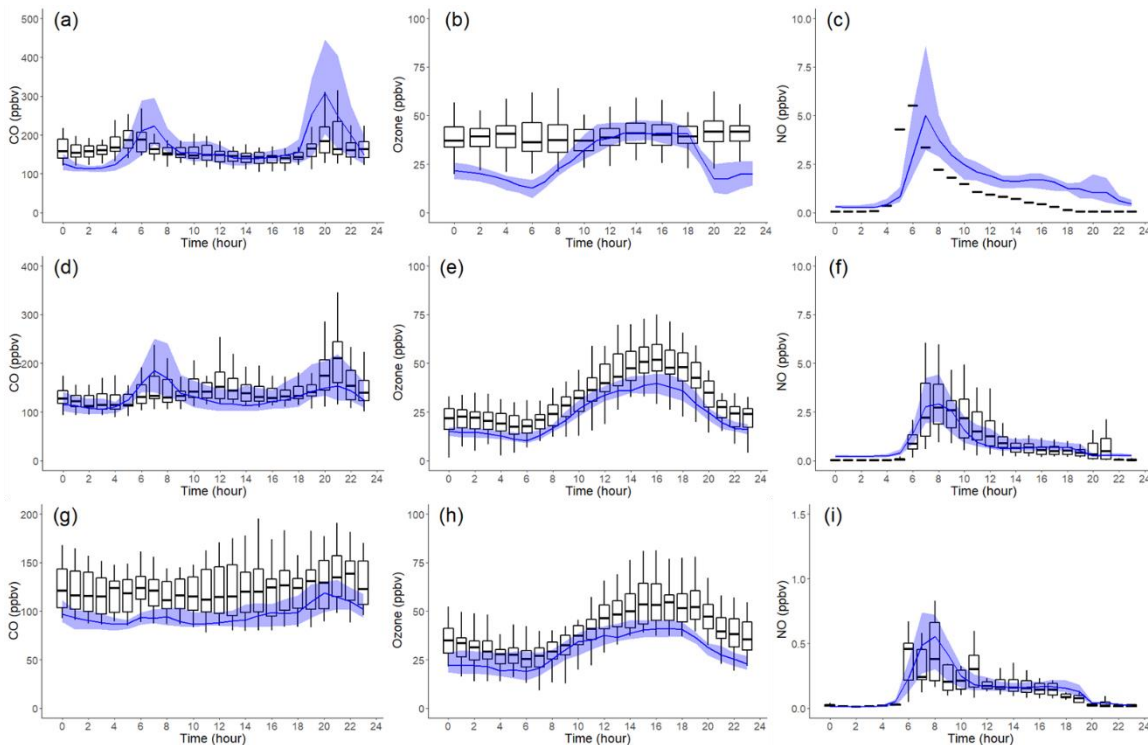 (a)
CO (ppbv)
500
400
300
200
100
0
0 2 4 6 8 10 12 14 16 18 20 22 24
Time (hour)
(b)
Ozone (ppbv)
100
75
50
25
0
0 2 4 6 8 10 12 14 16 18 20 22 24
Time (hour)
(c)
NO (ppbv)
10.0
7.5
5.0
2.5
0.0
0 2 4 6 8 10 12 14 16 18 20 22 24
Time (hour)
(d)
CO (ppbv)
400
300
200
100
0
0 2 4 6 8 10 12 14 16 18 20 22 24
Time (hour)
(e)
Ozone (ppbv)
100
75
50
25
0
0 2 4 6 8 10 12 14 16 18 20 22 24
Time (hour)
(f)
NO (ppbv)
10.0
7.5
5.0
2.5
0.0
0 2 4 6 8 10 12 14 16 18 20 22 24
Time (hour)
(g)
CO (ppbv)
200
150
100
50
0
0 2 4 6 8 10 12 14 16 18 20 22 24
Time (hour)
(h)
Ozone (ppbv)
100
75
50
25
0
0 2 4 6 8 10 12 14 16 18 20 22 24
Time (hour)
(i)
NO (ppbv)
1.5
1.0
0.5
0.0
0 2 4 6 8 10 12 14 16 18 20 22 24
Time (hour)